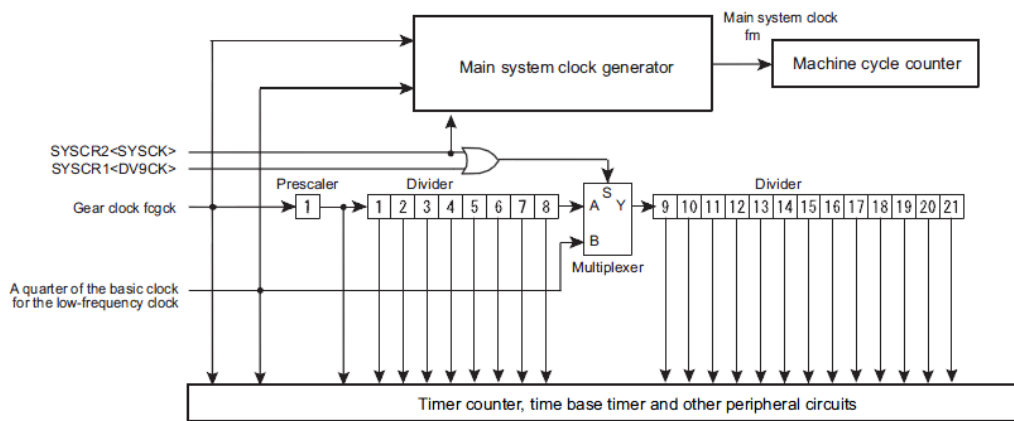 Main system clock
fm
Main system clock generator
Machine cycle counter
SYSCR2<SYSCK>
SYSCR1<DV9CK>
Prescaler
Divider
Divider
Gear clock fcgck
1
1 2 3 4 5 6 7 8
S
A Y
B
9 10 11 12 13 14 15 16 17 18 19 20 21
Multiplexer
A quarter of the basic clock
for the low-frequency clock
Timer counter, time base timer and other peripheral circuits